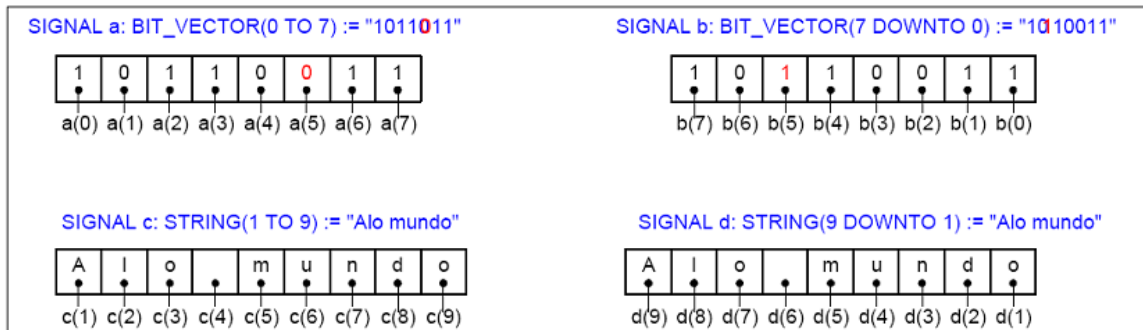 SIGNAL a: BIT_VECTOR(0 TO 7) := "10110011"
SIGNAL b: BIT_VECTOR(7 DOWNTO 0) := "10110011"
1 0 1 1 0 0 1 1
1 0 1 1 0 0 1 1
a(0) a(1) a(2) a(3) a(4) a(5) a(6) a(7)
b(7) b(6) b(5) b(4) b(3) b(2) b(1) b(0)
SIGNAL c: STRING(1 TO 9) := "Alo mundo"
SIGNAL d: STRING(9 DOWNTO 1) := "Alo mundo"
A l o m u n d o
A l o m u n d o
c(1) c(2) c(3) c(4) c(5) c(6) c(7) c(8) c(9)
d(9) d(8) d(7) d(6) d(5) d(4) d(3) d(2) d(1)